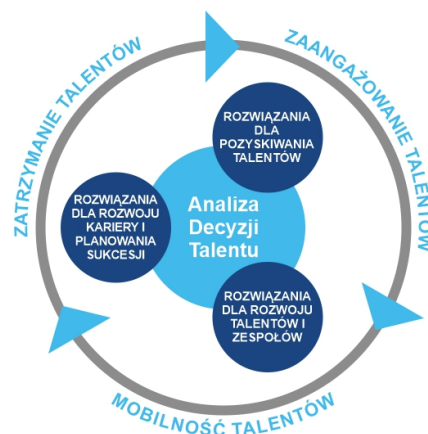 ZATRZYMANIE TALENTÓW
ZAANGAŻOWANIE TALENTÓW
ROZWIĄZANIA
DLA
POZYSKIWANIA
TALENTÓW
Analiza
Decyzji
Talentu
ROZWIĄZANIA
DLA ROZWOJU
KARIERY I
PLANOWANIA
SUKCESJI
ROZWIĄZANIA
DLA ROZWOJU
TALENTÓW I
ZESPOŁÓW
MOBILNOŚĆ TALENTÓW